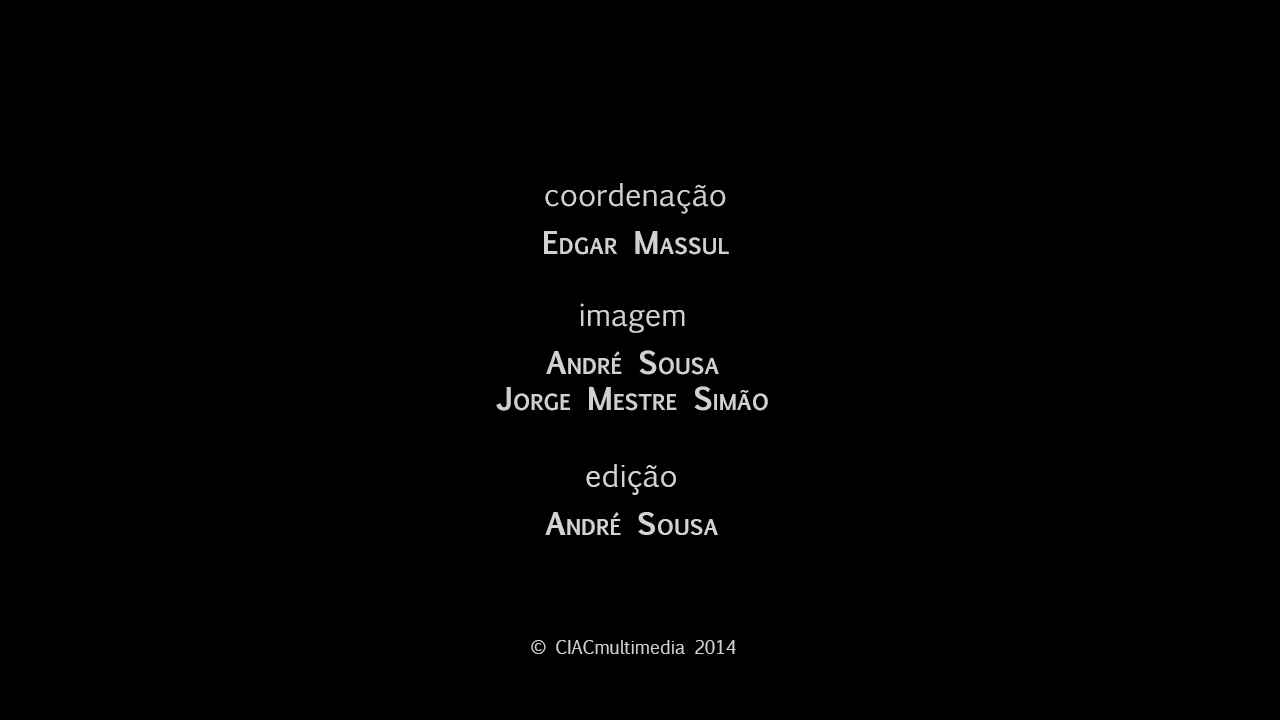 coordenação
Edgar Massul
imagem
André Sousa
Jorge Mestre Simão
edição
André Sousa
© CIACmultimedia 2014